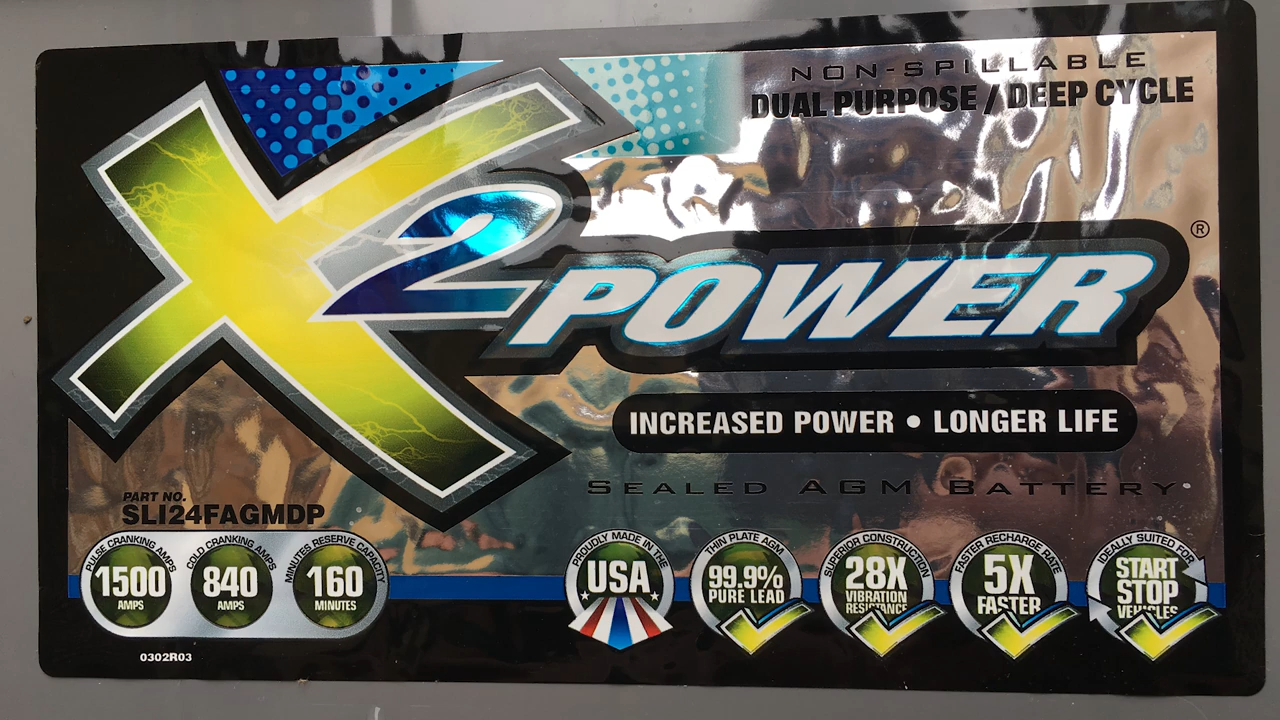 NON-SPILLABLE
DUAL PURPOSE / DEEP CYCLE
X2POWER®
INCREASED POWER • LONGER LIFE
SEALED AGM BATTERY
PART NO.
SLI24FAGMDP
PULSE CRANKING AMPS
1500
AMPS
COLD CRANKING AMPS
840
AMPS
MINUTES RESERVE CAPACITY
160
MINUTES
PROUDLY MADE IN THE
USA
THIN PLATE AGM
99.9%
PURE LEAD
SUPERIOR CONSTRUCTION
28X
VIBRATION
RESISTANCE
FASTER RECHARGE RATE
5X
FASTER
IDEALLY SUITED FOR
START
STOP
VEHICLES
0302R03